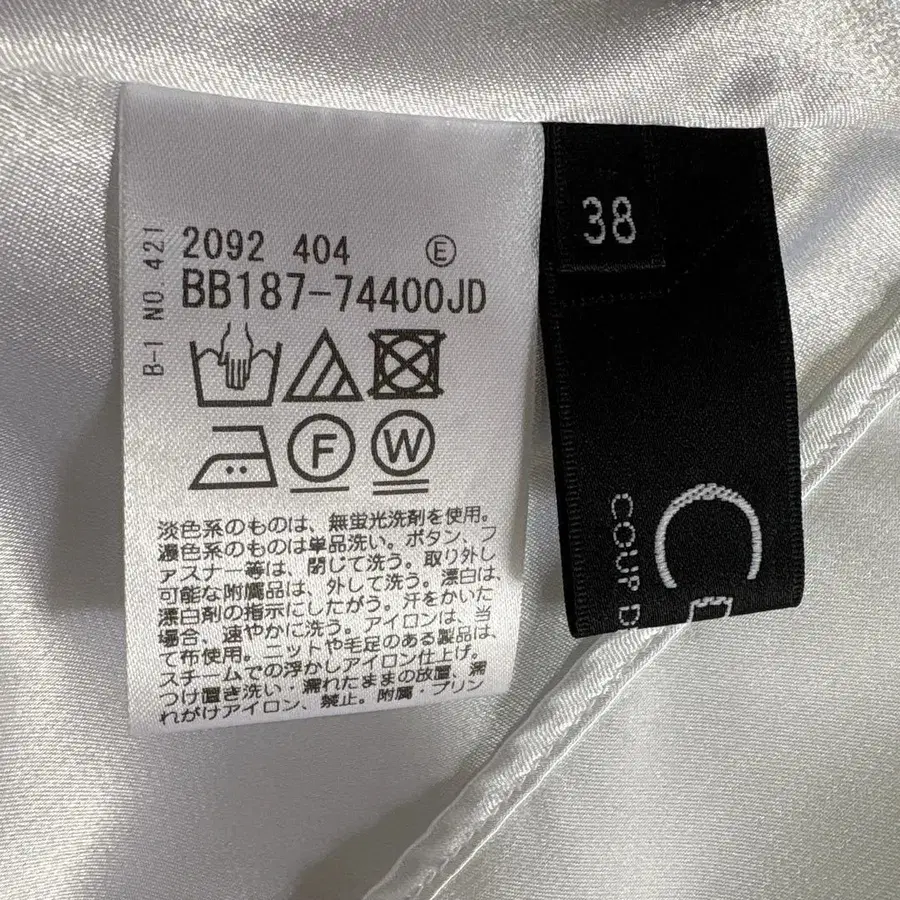 2092 404 Ⓔ
BB187-74400JD
B-1 NO.421
F W
淡色系のものは、無蛍光洗剤を使用。
濃色系のものは単品洗い。ボタン、フ
ァスナー等は、閉じて洗う。取り外し
可能な附属品は、外して洗う。漂白は、
漂白剤の指示にしたがう。汗をかいた
場合、速やかに洗う。アイロンは、当
て布使用。ニットや毛足のある製品は、
スチームでの浮かしアイロン仕上げ。
つけ置き洗い・濡れたままの放置、濡
れがけアイロン、禁止。附属・プリン
38
C
COUP D